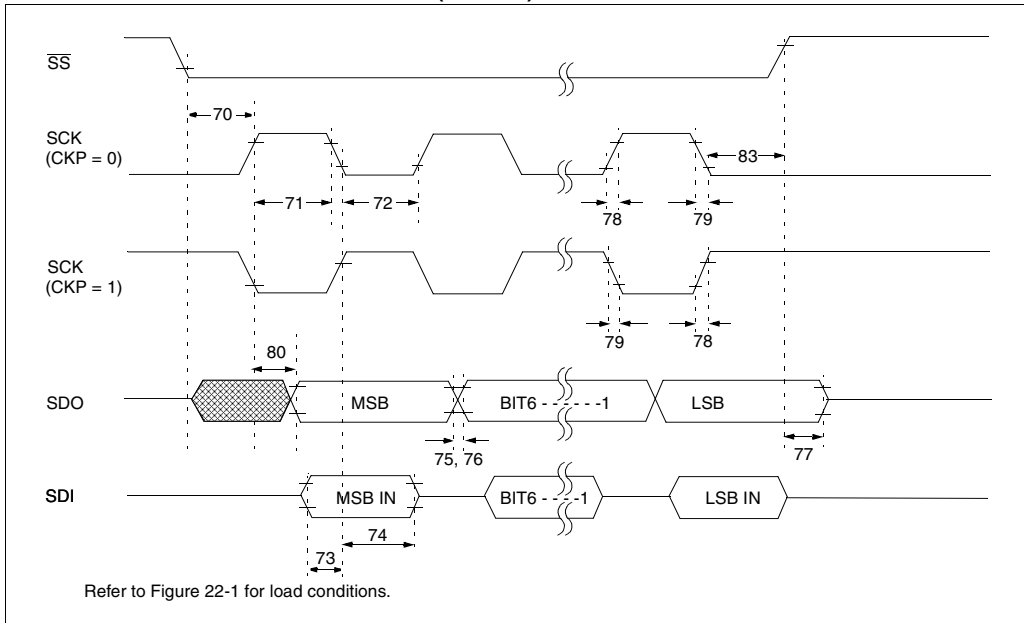 SS
70
SCK
(CKP = 0)
83
71
72
78
79
SCK
(CKP = 1)
79
78
80
SDO
MSB
BIT6 - - - - - -1
LSB
75, 76
77
SDI
MSB IN
BIT6 - - - -1
LSB IN
74
73
Refer to Figure 22-1 for load conditions.